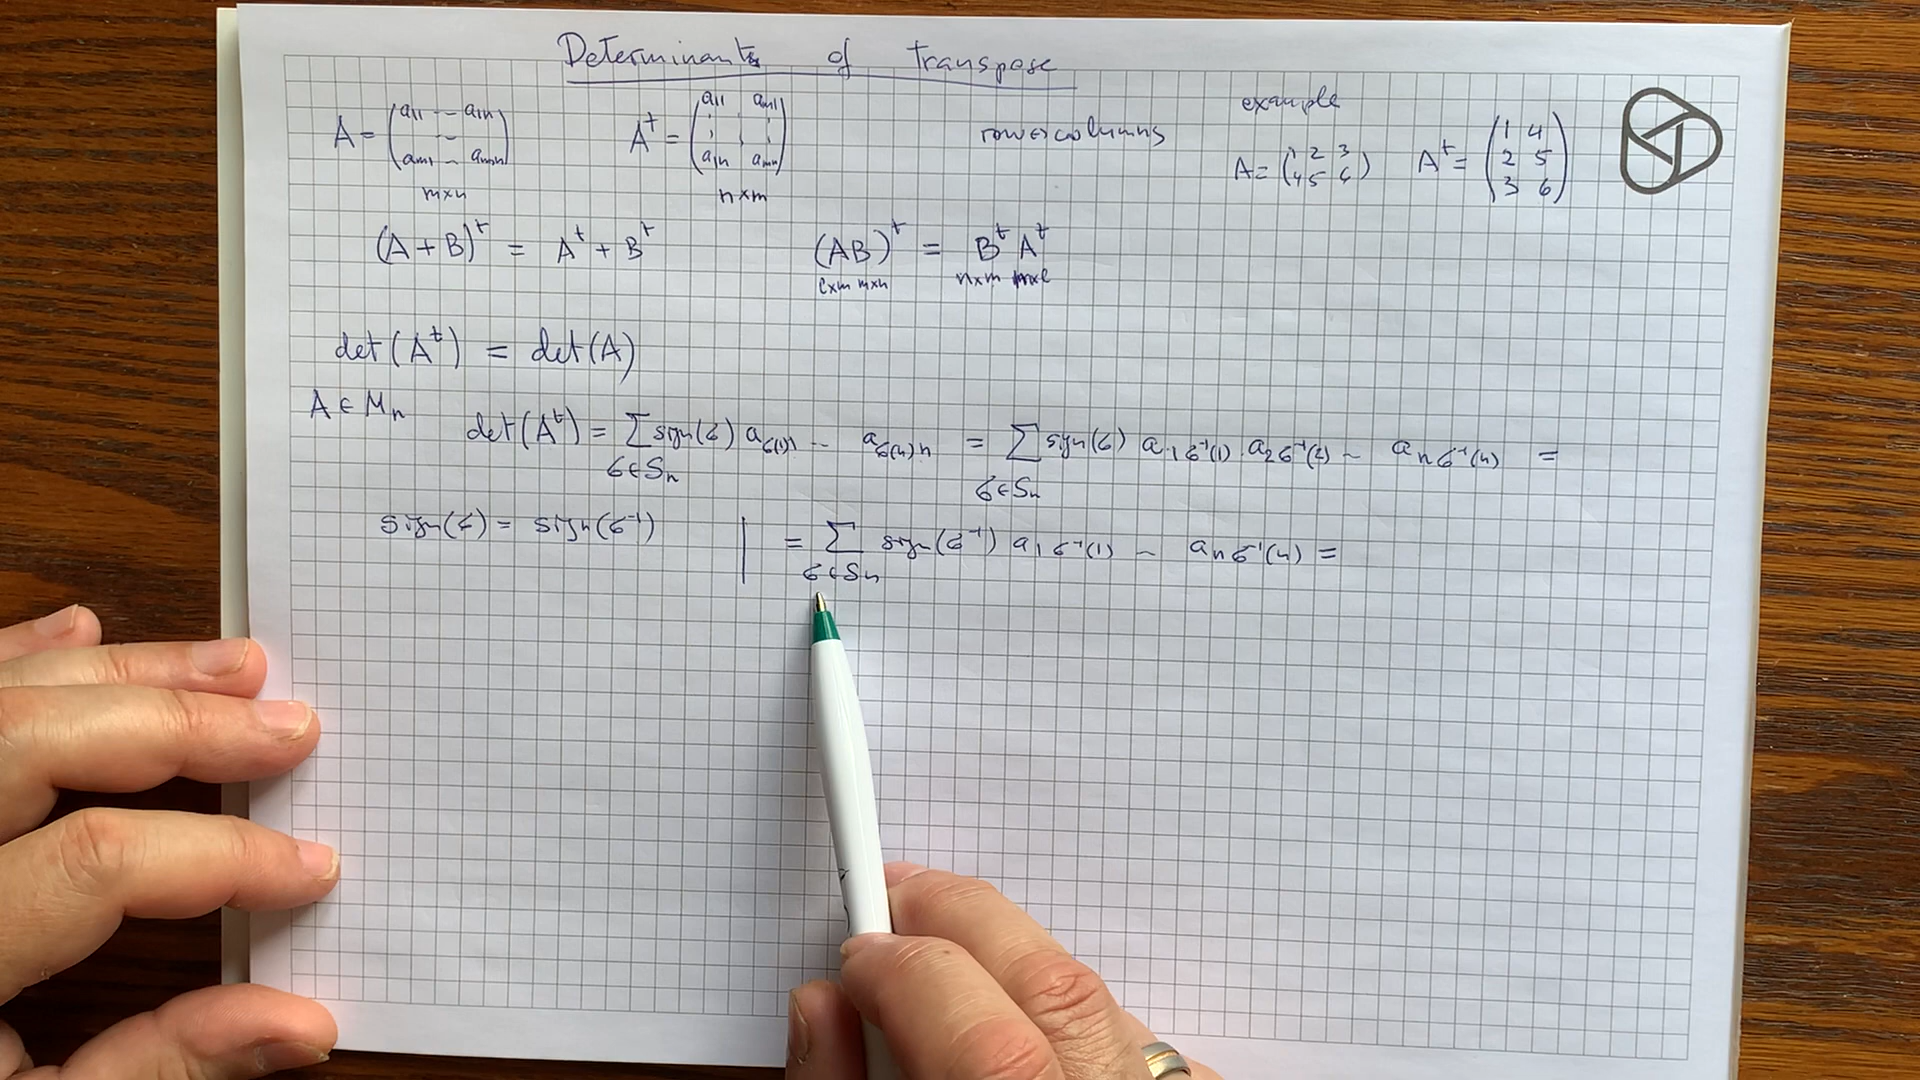 Determinants of transpose
example
A = (a11 -- a1n -- am1 -- amn) m×n A^t = (a11 am1 ⋮ ⋮ a1n amn) n×m rows↔columns A = (1 2 3 4 5 6) A^t = (1 4 2 5 3 6)
(A + B)^t = A^t + B^t (AB)^t = B^t A^t
l×m m×n n×m m×l
det(A^t) = det(A)
A ∈ Mn
det(A^t) = ∑ sign(σ) aσ(1)1 -- aσ(n)n = ∑ sign(σ) a1σ⁻¹(1) a2σ⁻¹(2) -- anσ⁻¹(n) =
σ∈Sn σ∈Sn
sign(σ) = sign(σ⁻¹) | = ∑ sign(σ⁻¹) a1σ⁻¹(1) -- anσ⁻¹(n) =
σ∈Sn